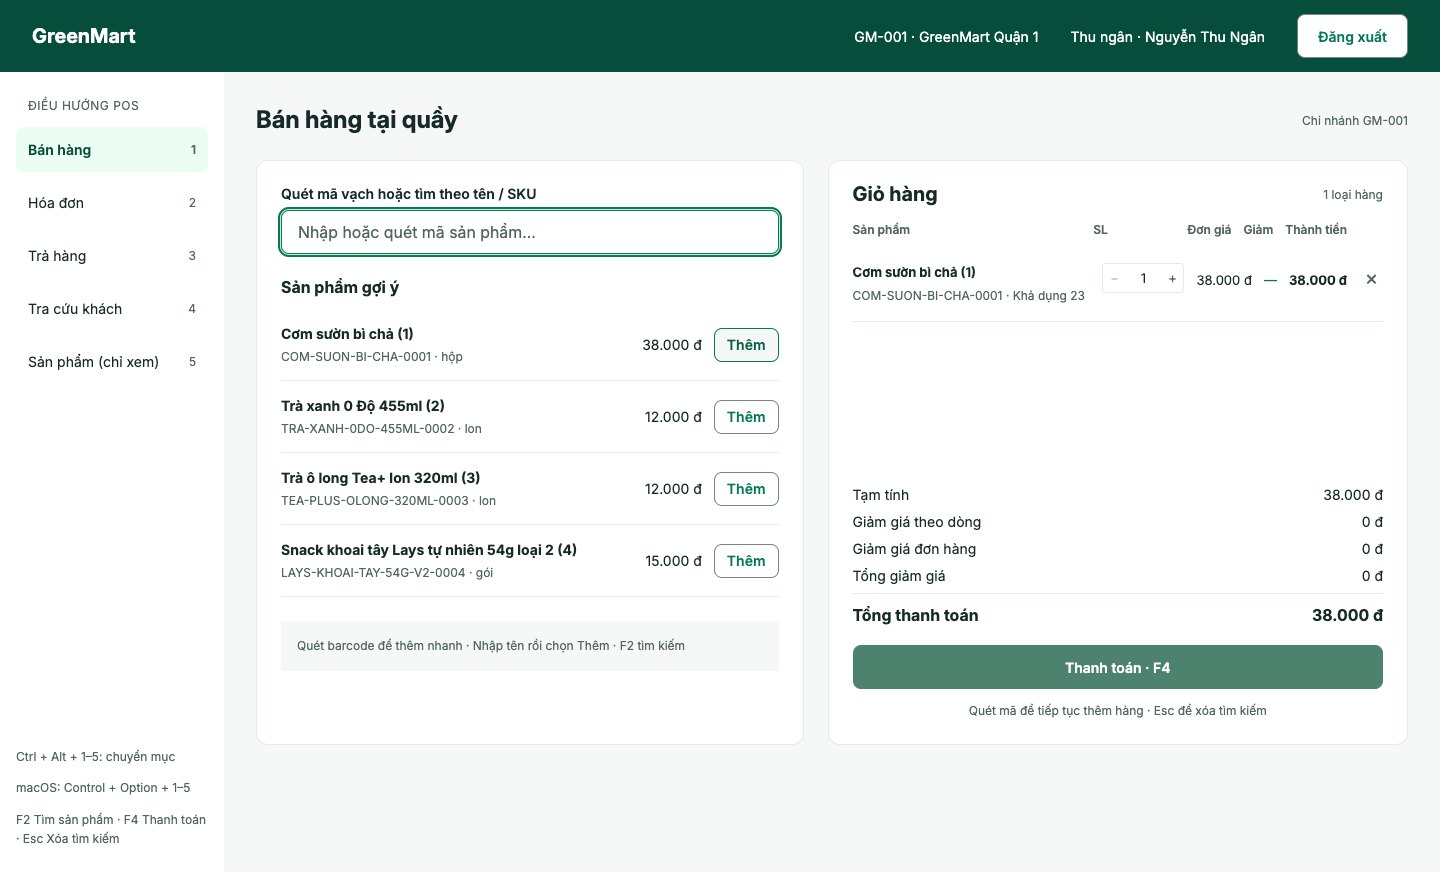 GreenMart
GM-001 · GreenMart Quận 1
Thu ngân · Nguyễn Thu Ngân
Đăng xuất
ĐIỀU HƯỚNG POS
Bán hàng 1
Hóa đơn 2
Trả hàng 3
Tra cứu khách 4
Sản phẩm (chỉ xem) 5
Ctrl + Alt + 1–5: chuyển mục
macOS: Control + Option + 1–5
F2 Tìm sản phẩm · F4 Thanh toán
· Esc Xóa tìm kiếm
Bán hàng tại quầy
Chi nhánh GM-001
Quét mã vạch hoặc tìm theo tên / SKU
Nhập hoặc quét mã sản phẩm...
Sản phẩm gợi ý
Cơm sườn bì chả (1)
COM-SUON-BI-CHA-0001 · hộp
38.000 đ
Thêm
Trà xanh 0 Độ 455ml (2)
TRA-XANH-0DO-455ML-0002 · lon
12.000 đ
Thêm
Trà ô long Tea+ lon 320ml (3)
TEA-PLUS-OLONG-320ML-0003 · lon
12.000 đ
Thêm
Snack khoai tây Lays tự nhiên 54g loại 2 (4)
LAYS-KHOAI-TAY-54G-V2-0004 · gói
15.000 đ
Thêm
Quét barcode để thêm nhanh · Nhập tên rồi chọn Thêm · F2 tìm kiếm
Giỏ hàng
1 loại hàng
Sản phẩm SL Đơn giá Giảm Thành tiền
Cơm sườn bì chả (1)
COM-SUON-BI-CHA-0001 · Khả dụng 23
− 1 + 38.000 đ — 38.000 đ ✕
Tạm tính 38.000 đ
Giảm giá theo dòng 0 đ
Giảm giá đơn hàng 0 đ
Tổng giảm giá 0 đ
Tổng thanh toán 38.000 đ
Thanh toán · F4
Quét mã để tiếp tục thêm hàng · Esc để xóa tìm kiếm